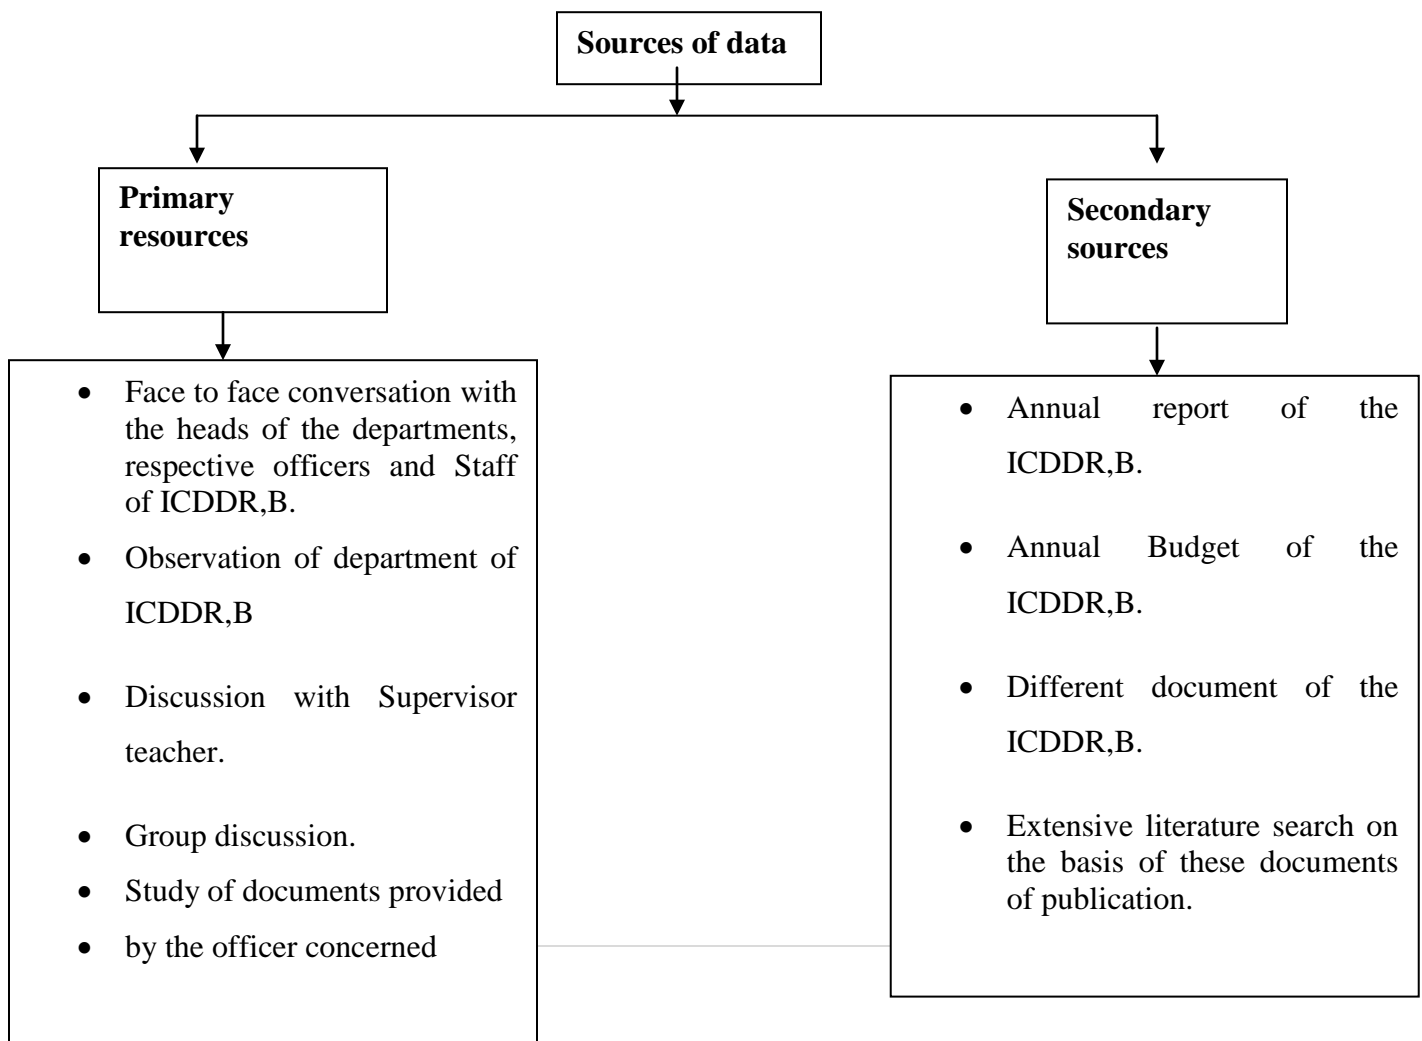 Sources of data
Primary
resources
Secondary
sources
• Face to face conversation with
the heads of the departments,
respective officers and Staff
of ICDDR,B.
• Observation of department of
ICDDR,B
• Discussion with Supervisor
teacher.
• Group discussion.
• Study of documents provided
• by the officer concerned
• Annual report of the
ICDDR,B.
• Annual Budget of the
ICDDR,B.
• Different document of the
ICDDR,B.
• Extensive literature search on
the basis of these documents
of publication.